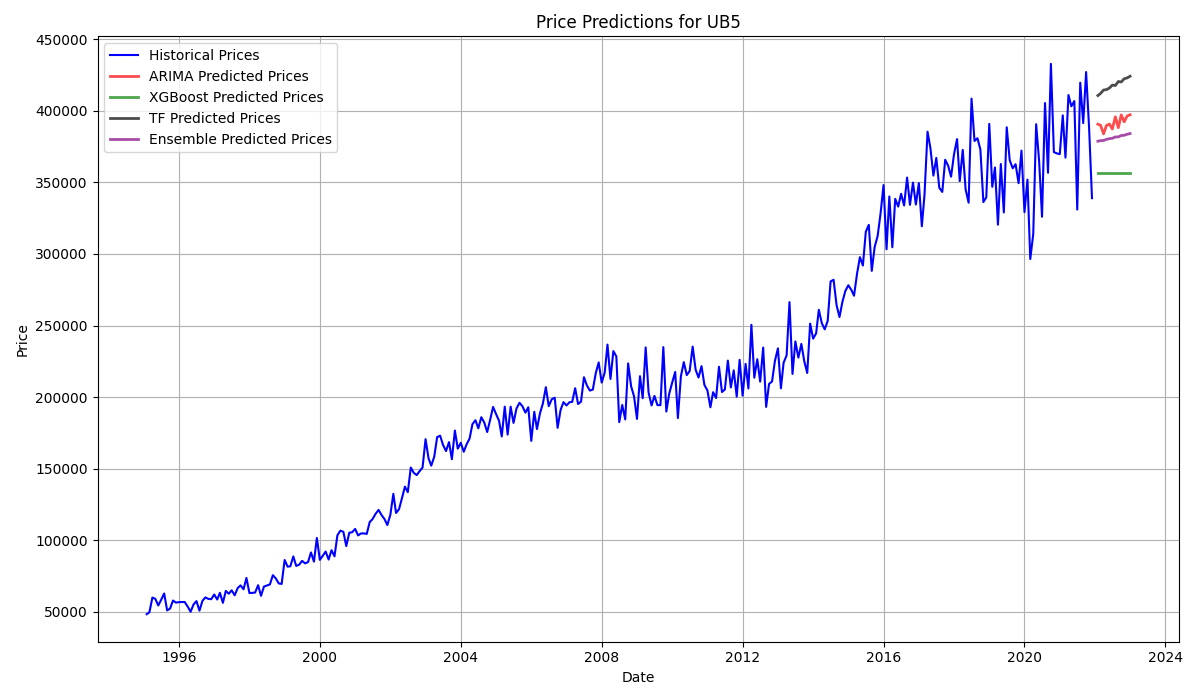 Price Predictions for UB5
450000
400000
350000
300000
250000
200000
150000
100000
50000
Price
Historical Prices
ARIMA Predicted Prices
XGBoost Predicted Prices
TF Predicted Prices
Ensemble Predicted Prices
1996 2000 2004 2008 2012 2016 2020 2024
Date